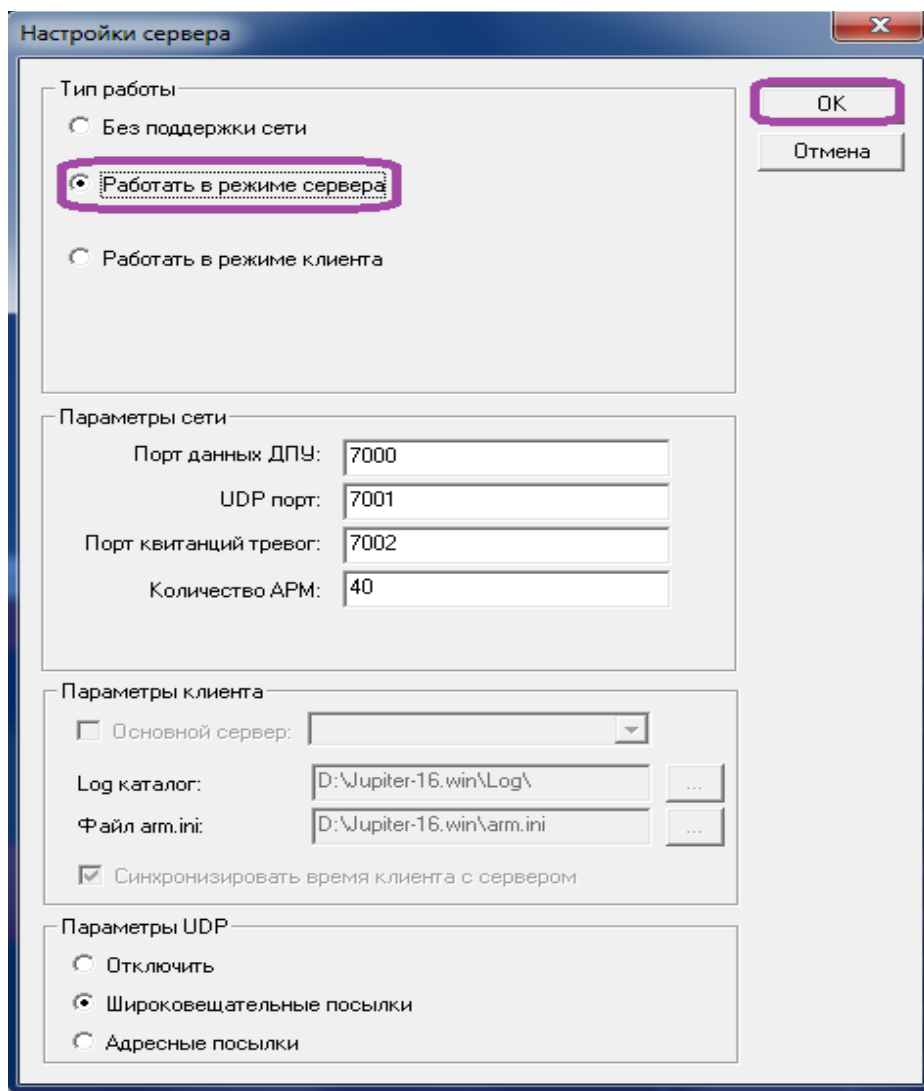 Настройки сервера
Тип работы
Без поддержки сети
Работать в режиме сервера
Работать в режиме клиента
OK
Отмена
Параметры сети
Порт данных ДПУ: 7000
UDP порт: 7001
Порт квитанций тревог: 7002
Количество АРМ: 40
Параметры клиента
Основной сервер:
Log каталог: D:\Jupiter-16.win\Log\ ...
Файл arm.ini: D:\Jupiter-16.win\arm.ini ...
Синхронизировать время клиента с сервером
Параметры UDP
Отключить
Широковещательные посылки
Адресные посылки